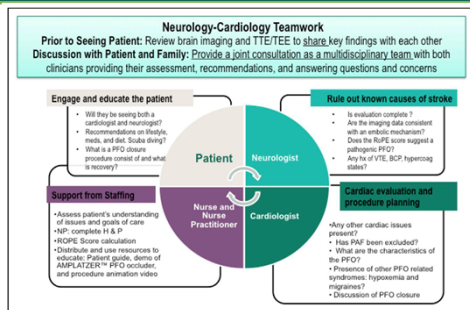 Neurology-Cardiology Teamwork
Prior to Seeing Patient: Review brain imaging and TTE/TEE to share key findings with each other
Discussion with Patient and Family: Provide a joint consultation as a multidisciplinary team with both
clinicians providing their assessment, recommendations, and answering questions and concerns
Engage and educate the patient
• Will they be seeing both a
cardiologist and neurologist?
• Recommendations on lifestyle,
meds, and diet. Scuba diving?
• What is a PFO closure
procedure consist of and what
is recovery?
Rule out known causes of stroke
• Is evaluation complete ?
• Are the imaging data consistent
with an embolic mechanism?
• Does the RoPE score suggest a
pathogenic PFO?
• Any hx of VTE, BCP, hypercoag
states?
Patient
Neurologist
Nurse and
Nurse
Practitioner
Cardiologist
Support from Staffing
•Assess patient's understanding
of issues and goals of care
•NP: complete H & P
•ROPE Score calculation
•Distribute and use resources to
educate: Patient guide, demo of
AMPLATZER™ PFO occluder,
and procedure animation video
Cardiac evaluation and
procedure planning
•Any other cardiac issues
present?
• Has PAF been excluded?
• What are the characteristics of
the PFO?
• Presence of other PFO related
syndromes: hypoxemia and
migraines?
• Discussion of PFO closure